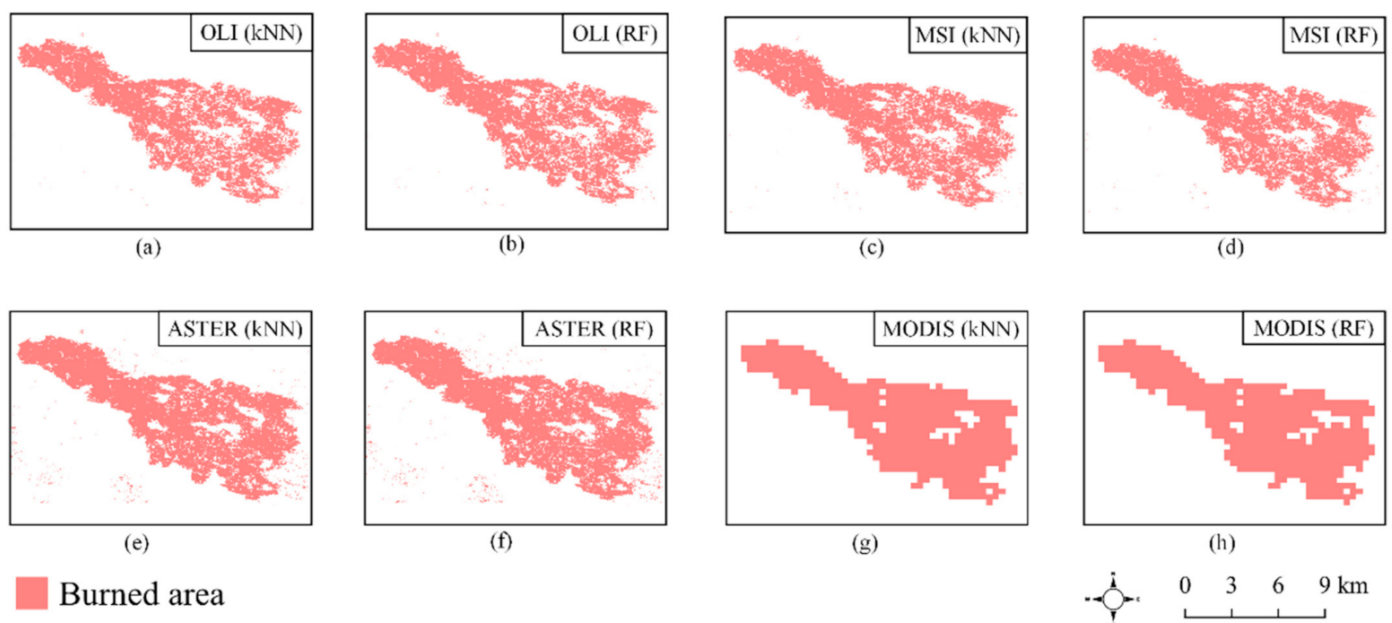 OLI (kNN)
OLI (RF)
MSI (kNN)
MSI (RF)
(a)
(b)
(c)
(d)
ASTER (kNN)
ASTER (RF)
MODIS (kNN)
MODIS (RF)
(e)
(f)
(g)
(h)
Burned area
0 3 6 9 km